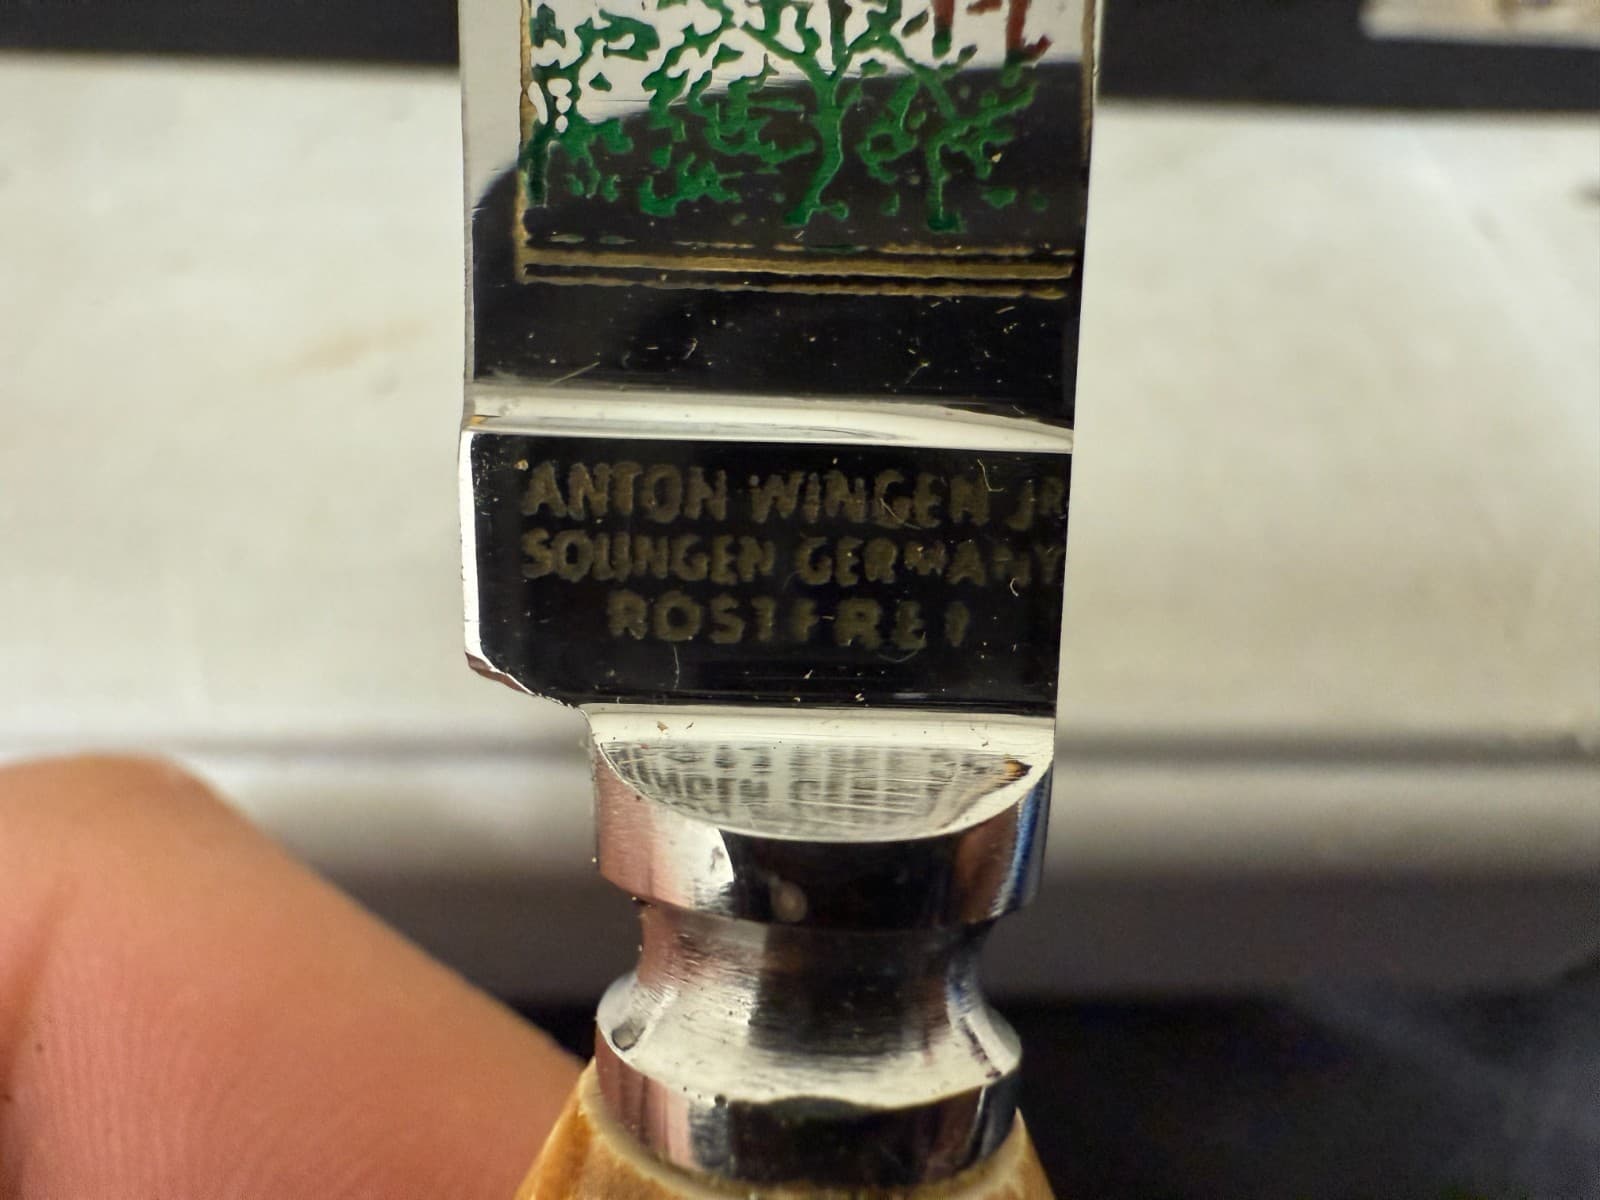 ANTON WINGEN JR
SOLINGEN GERMANY
ROSTFREI